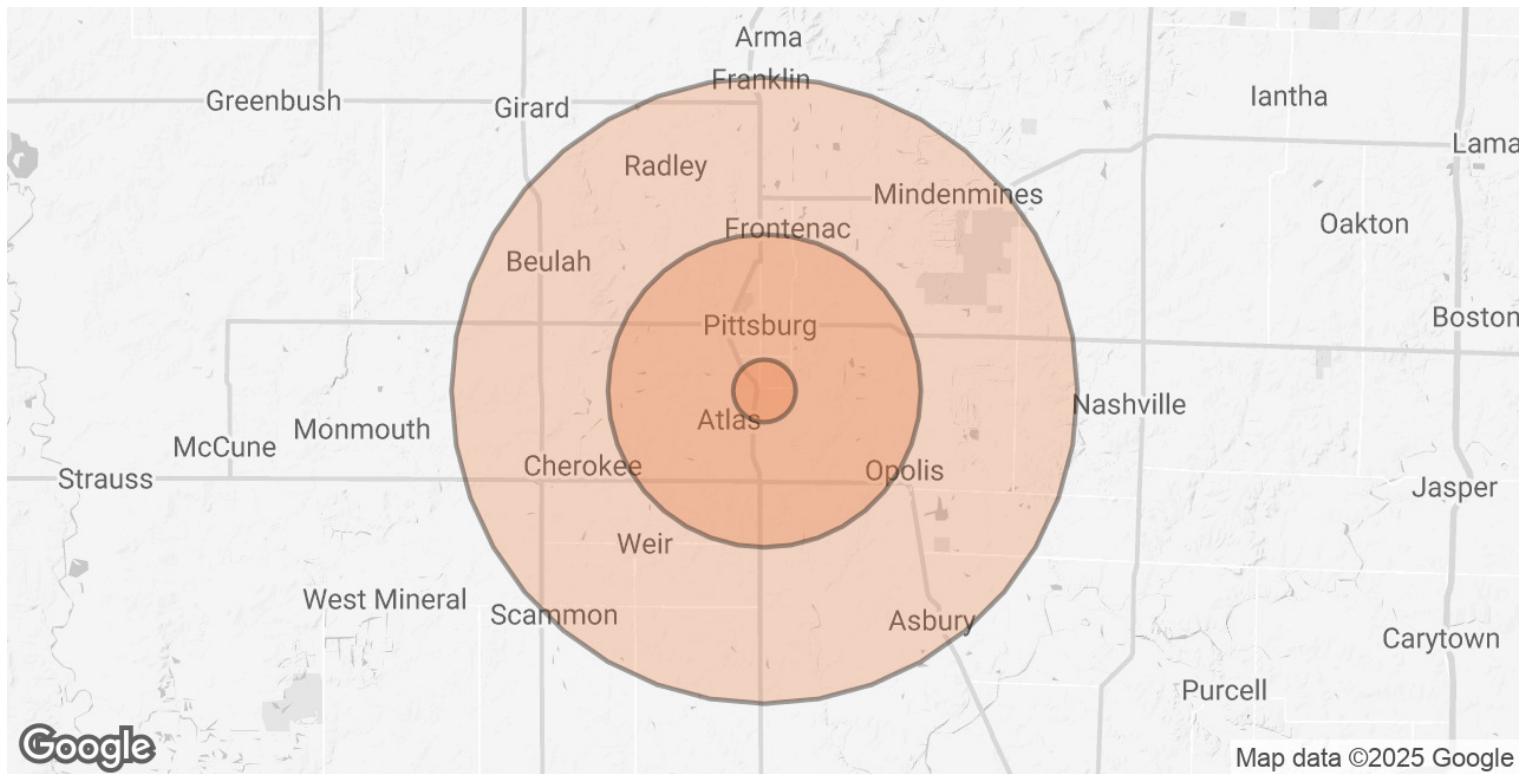 Arma
Franklin
Greenbush
Girard
Iantha
Lama
Radley
Mindenmines
Oakton
Frontenac
Beulah
Pittsburg
Boston
Nashville
Atlas
Monmouth
McCune
Cherokee
Opolis
Strauss
Jasper
Weir
West Mineral
Scammon
Asbury
Carytown
Purcell
Google
Map data ©2025 Google